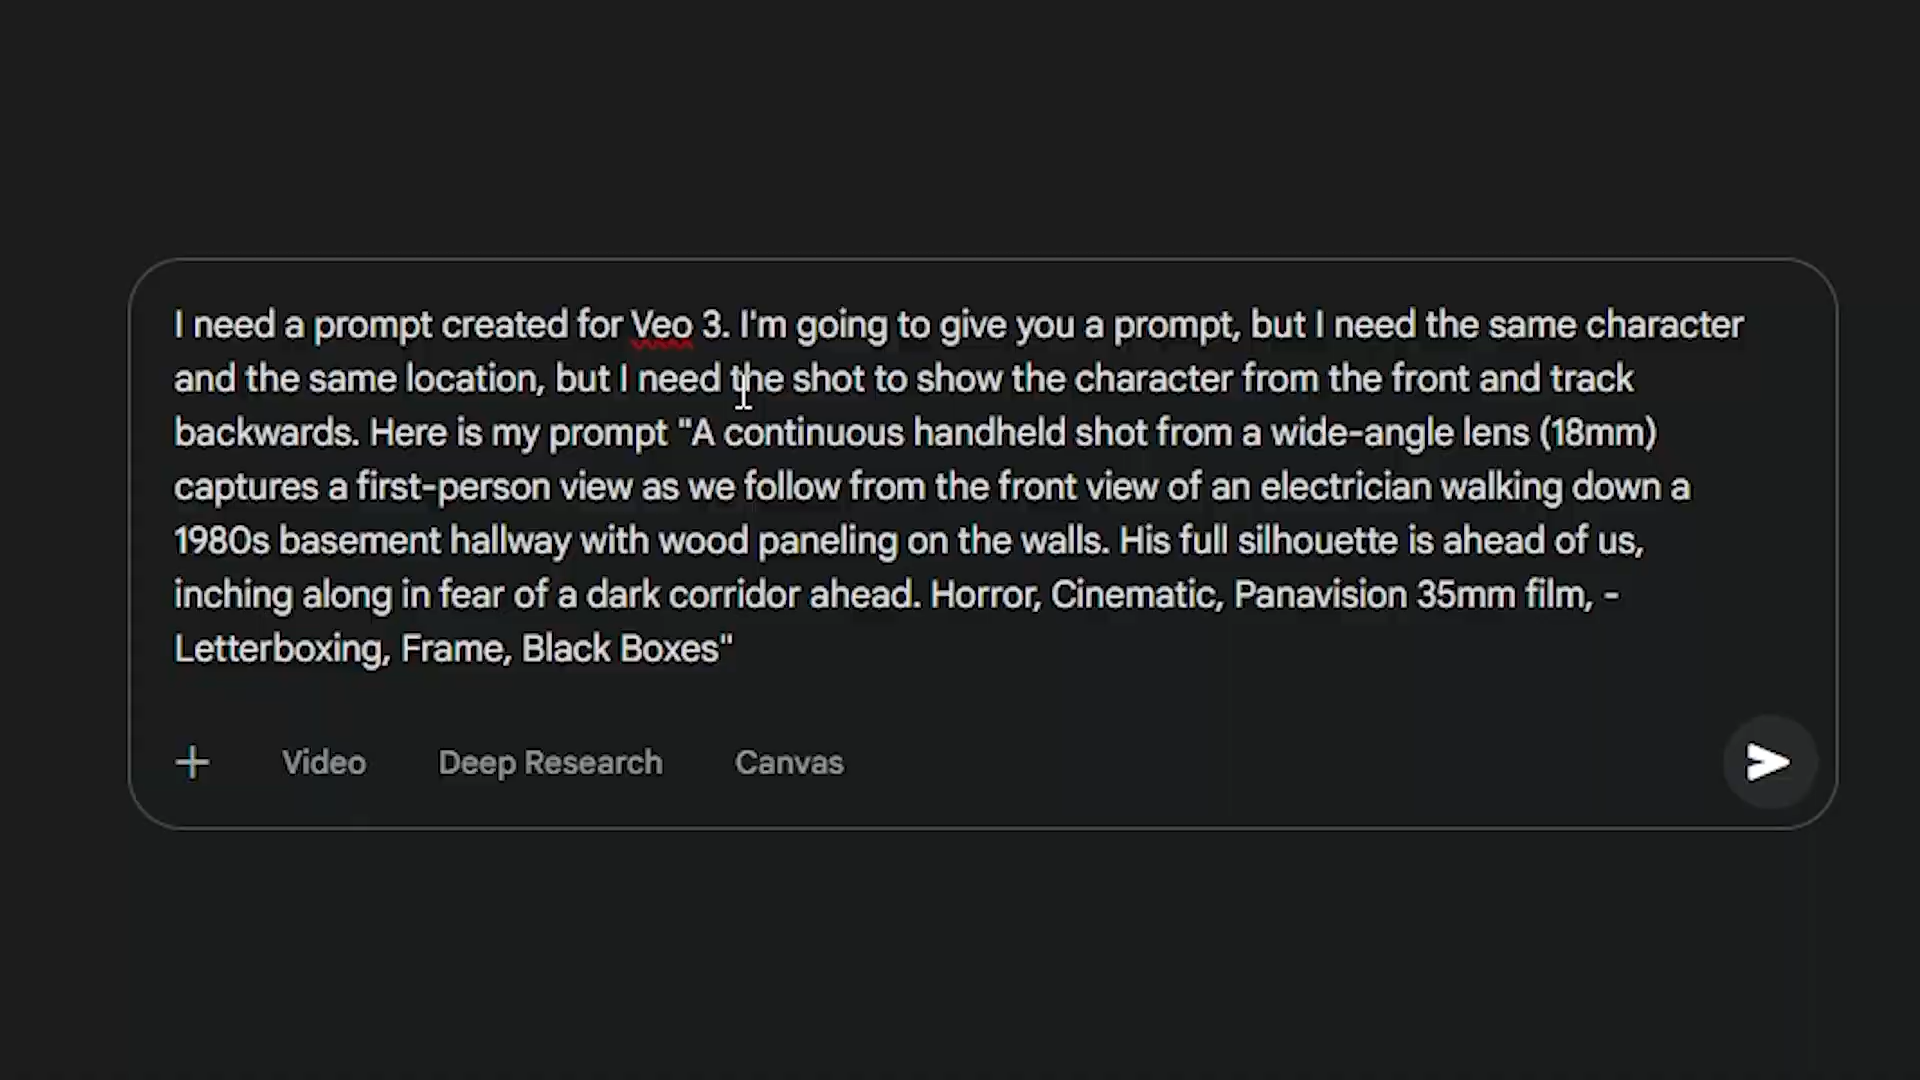 I need a prompt created for Veo 3. I'm going to give you a prompt, but I need the same character
and the same location, but I need the shot to show the character from the front and track
backwards. Here is my prompt "A continuous handheld shot from a wide-angle lens (18mm)
captures a first-person view as we follow from the front view of an electrician walking down a
1980s basement hallway with wood paneling on the walls. His full silhouette is ahead of us,
inching along in fear of a dark corridor ahead. Horror, Cinematic, Panavision 35mm film, -
Letterboxing, Frame, Black Boxes"
Video Deep Research Canvas